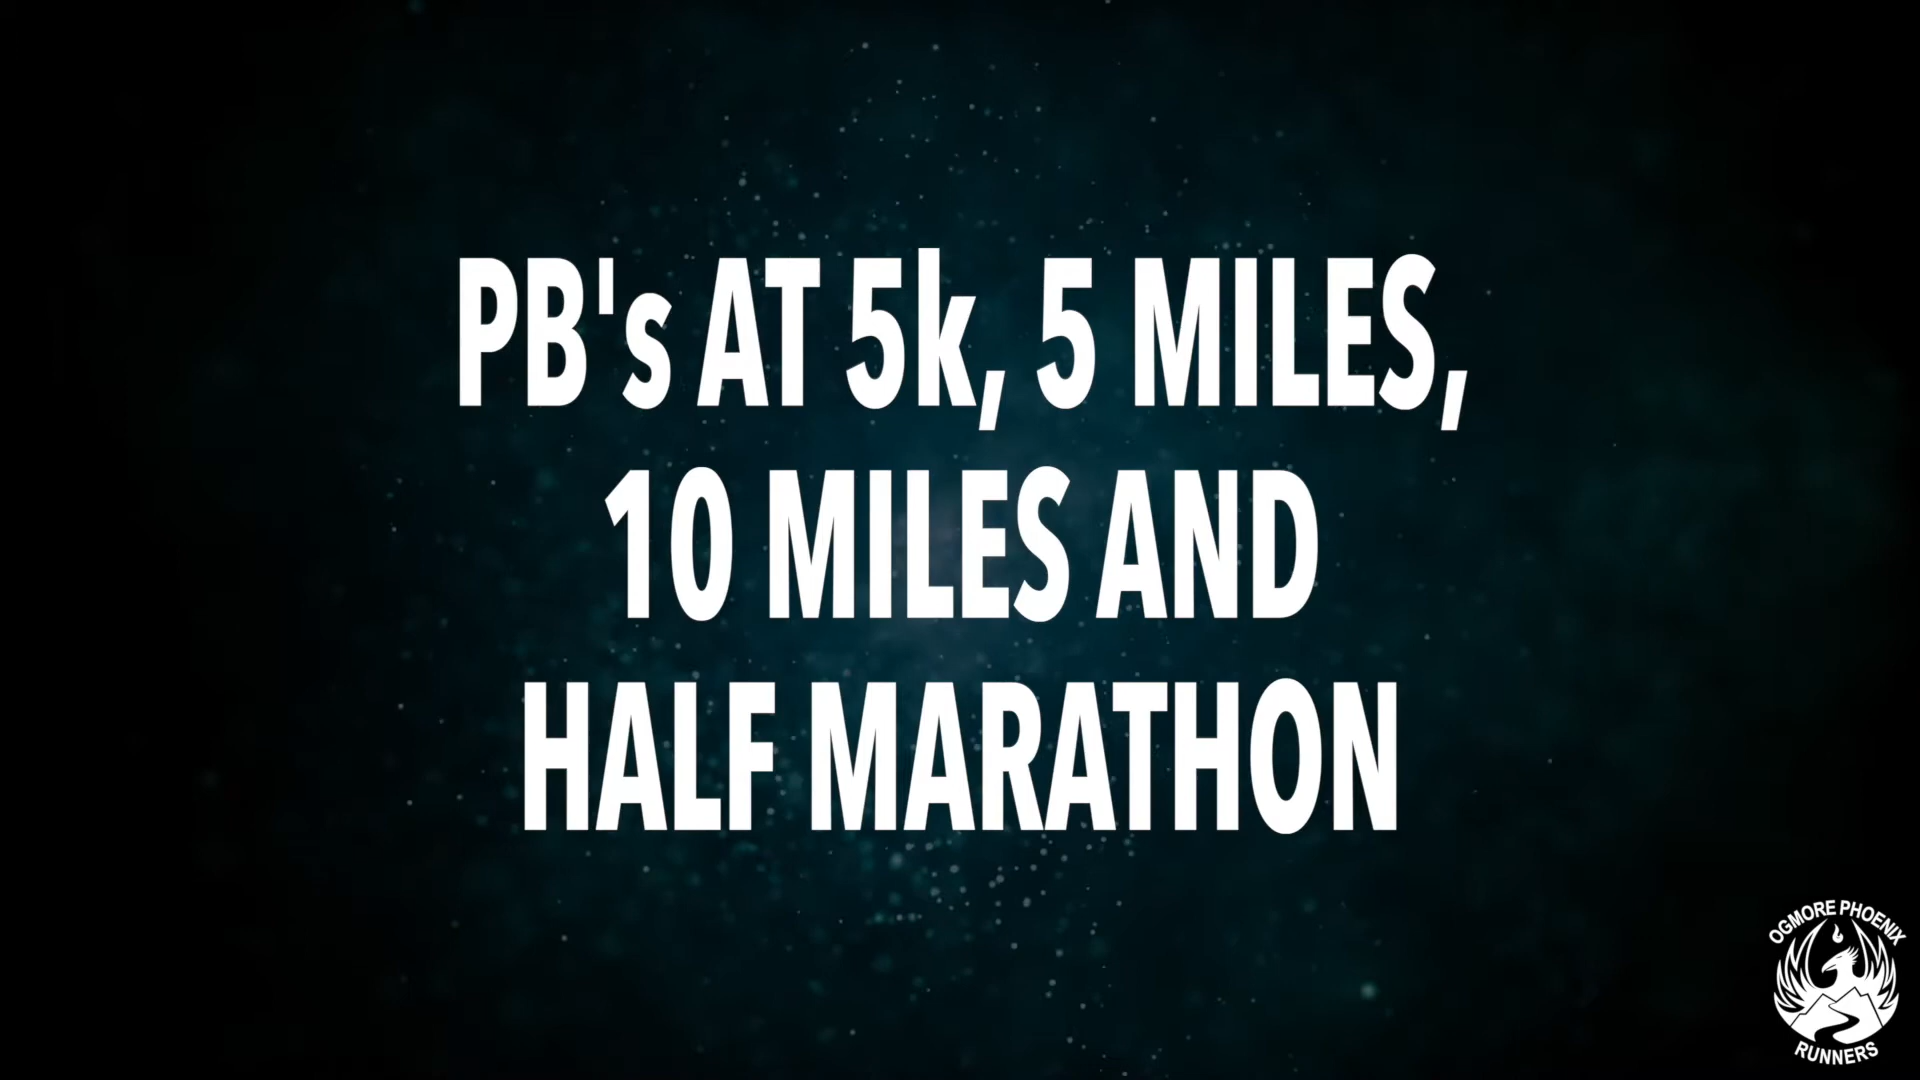 PB's AT 5k, 5 MILES,
10 MILES AND
HALF MARATHON
OGMORE PHOENIX
RUNNERS